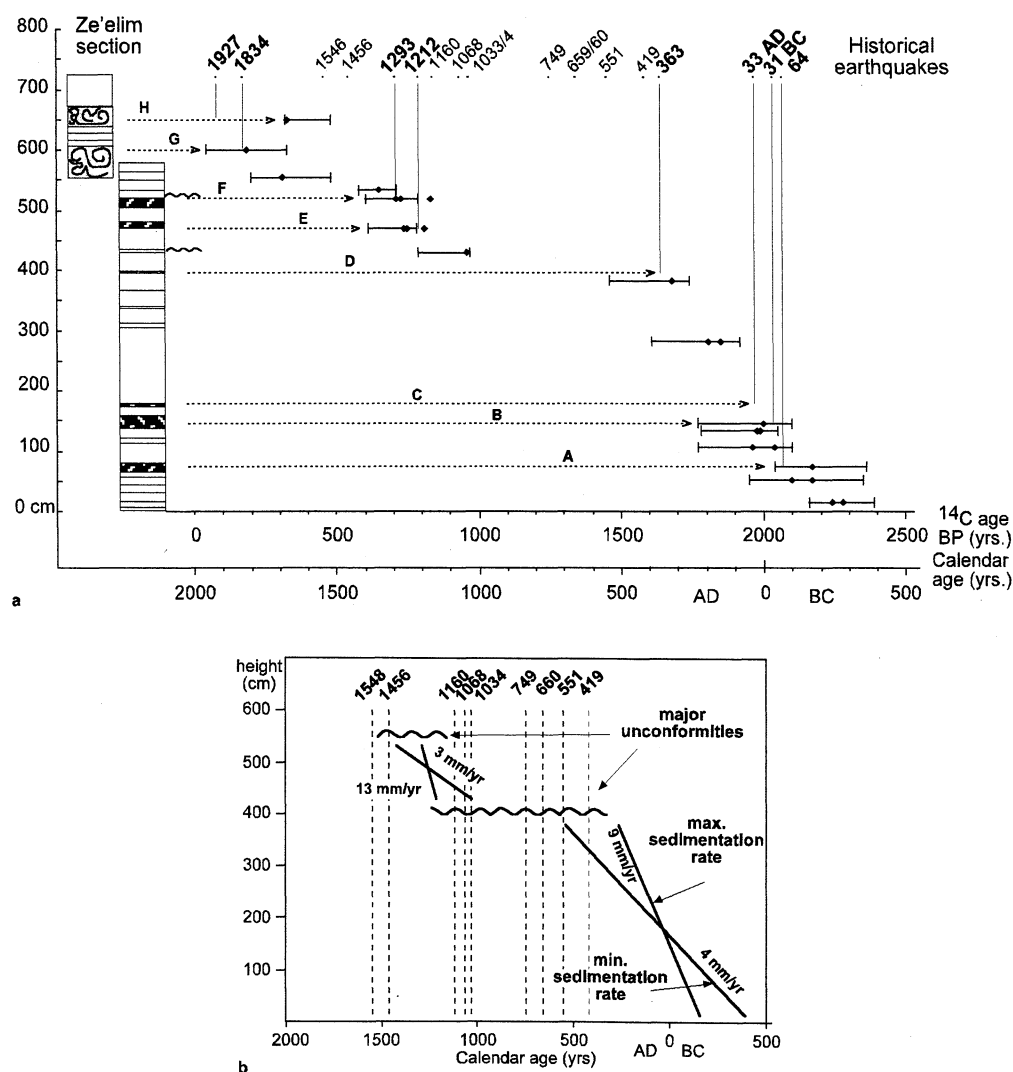 800
Ze'elim
section
1927
1834
1546
1456
1293
1212
1160
1068
1033/4
749
659/60
551
419
363
33 AD
31 BC
64
Historical
earthquakes
700
H
600
G
500
F
E
400
D
300
200
C
B
100
A
0 cm
0
500
1000
1500
2000
2500
14C age
BP (yrs.)
Calendar
age (yrs.)
2000
1500
1000
500
AD
0
BC
500
a
height
(cm)
1548
1456
1160
1068
1034
749
660
551
419
600
major
unconformities
500
3 mm/yr
13 mm/yr
400
max.
sedimentation
rate
9 mm/yr
300
200
min.
sedimentation
rate
4 mm/yr
100
2000
1500
1000
500
AD
0
BC
500
Calendar age (yrs)
b